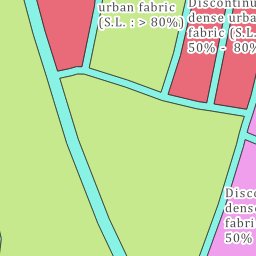 urban fabric
(S.L. : > 80%)
Discontinu
dense urba
fabric (S.L.
50% - 80%
Disco
dense
fabri
50%